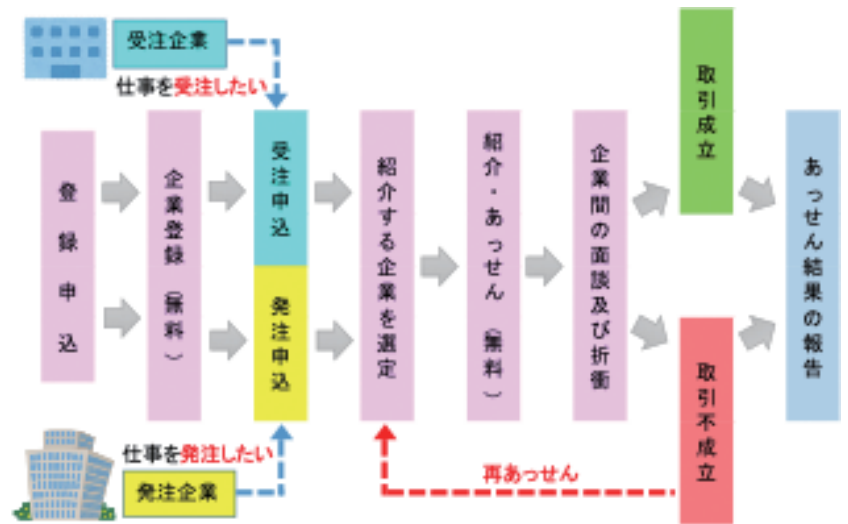 受注企業
仕事を受注したい
登録申込
企業登録（無料）
受注申込
発注申込
紹介する企業を選定
紹介・あっせん（無料）
企業間の面談及び折衝
取引成立
取引不成立
あっせん結果の報告
再あっせん
仕事を発注したい
発注企業